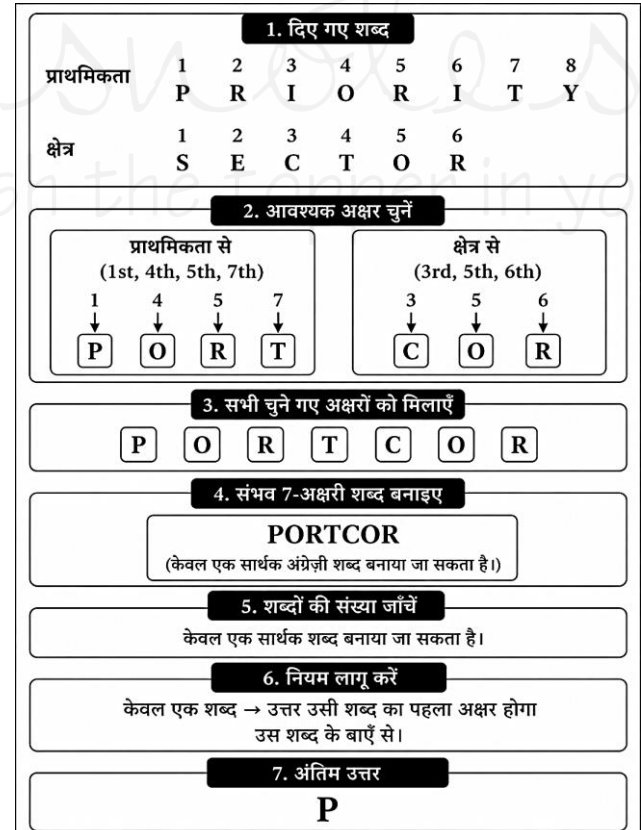 1. दिए गए शब्द
प्राथमिकता
1 2 3 4 5 6 7 8
P R I O R I T Y
क्षेत्र
1 2 3 4 5 6
S E C T O R
2. आवश्यक अक्षर चुनें
प्राथमिकता से
(1st, 4th, 5th, 7th)
1 4 5 7
P O R T
क्षेत्र से
(3rd, 5th, 6th)
3 5 6
C O R
3. सभी चुने गए अक्षरों को मिलाएँ
P O R T C O R
4. संभव 7-अक्षरी शब्द बनाइए
PORTCOR
(केवल एक सार्थक अंग्रेज़ी शब्द बनाया जा सकता है।)
5. शब्दों की संख्या जाँचें
केवल एक सार्थक शब्द बनाया जा सकता है।
6. नियम लागू करें
केवल एक शब्द → उत्तर उसी शब्द का पहला अक्षर होगा
उस शब्द के बाएँ से।
7. अंतिम उत्तर
P